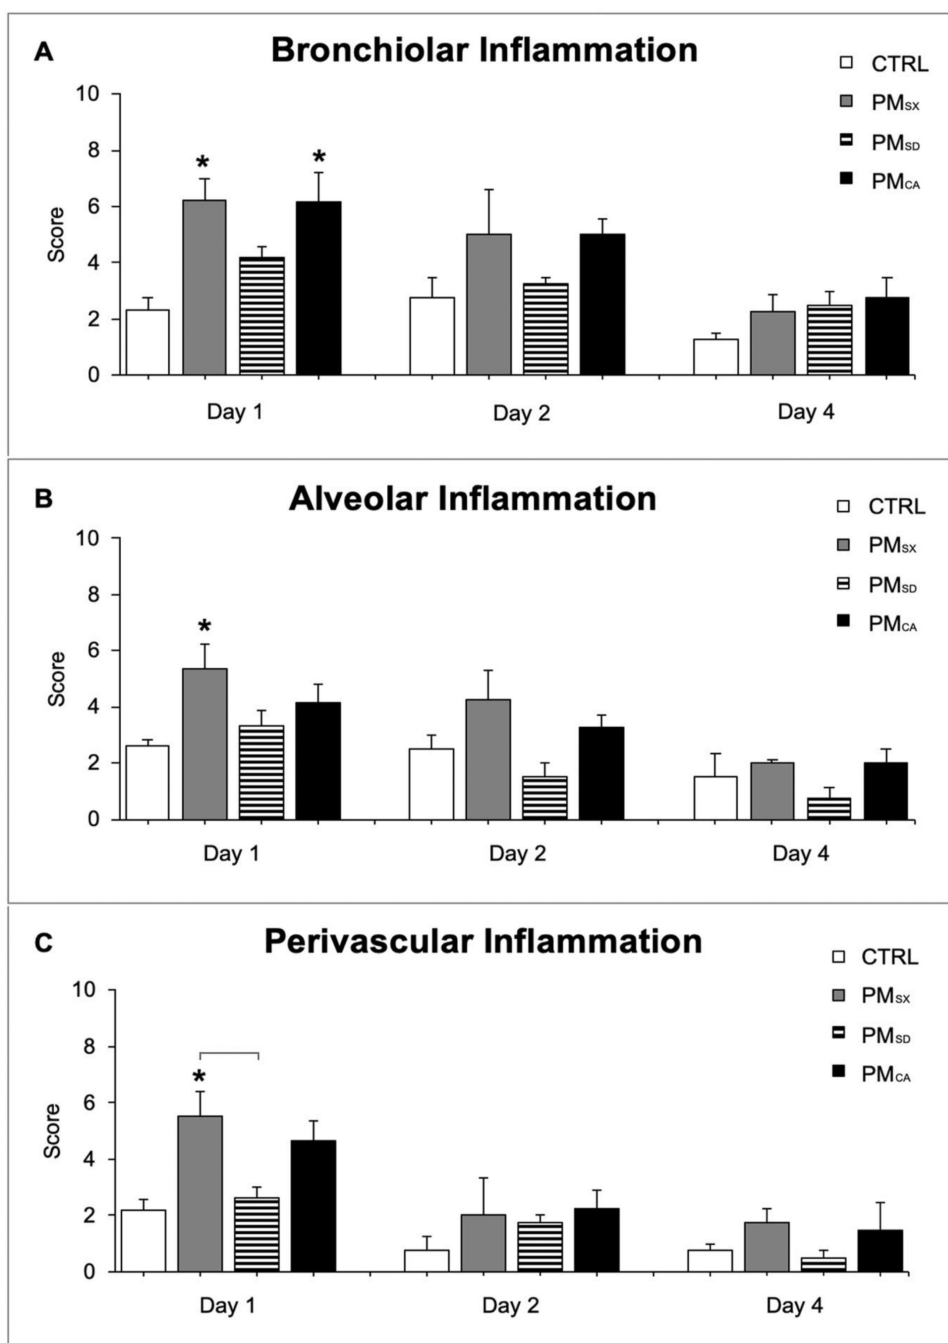 A
Bronchiolar Inflammation
CTRL
PMSX
PMSD
PMCA
10
8
6
4
2
0
Score
*
*
Day 1
Day 2
Day 4
B
Alveolar Inflammation
CTRL
PMSX
PMSD
PMCA
10
8
6
4
2
0
Score
*
Day 1
Day 2
Day 4
C
Perivascular Inflammation
CTRL
PMSX
PMSD
PMCA
10
8
6
4
2
0
Score
*
Day 1
Day 2
Day 4